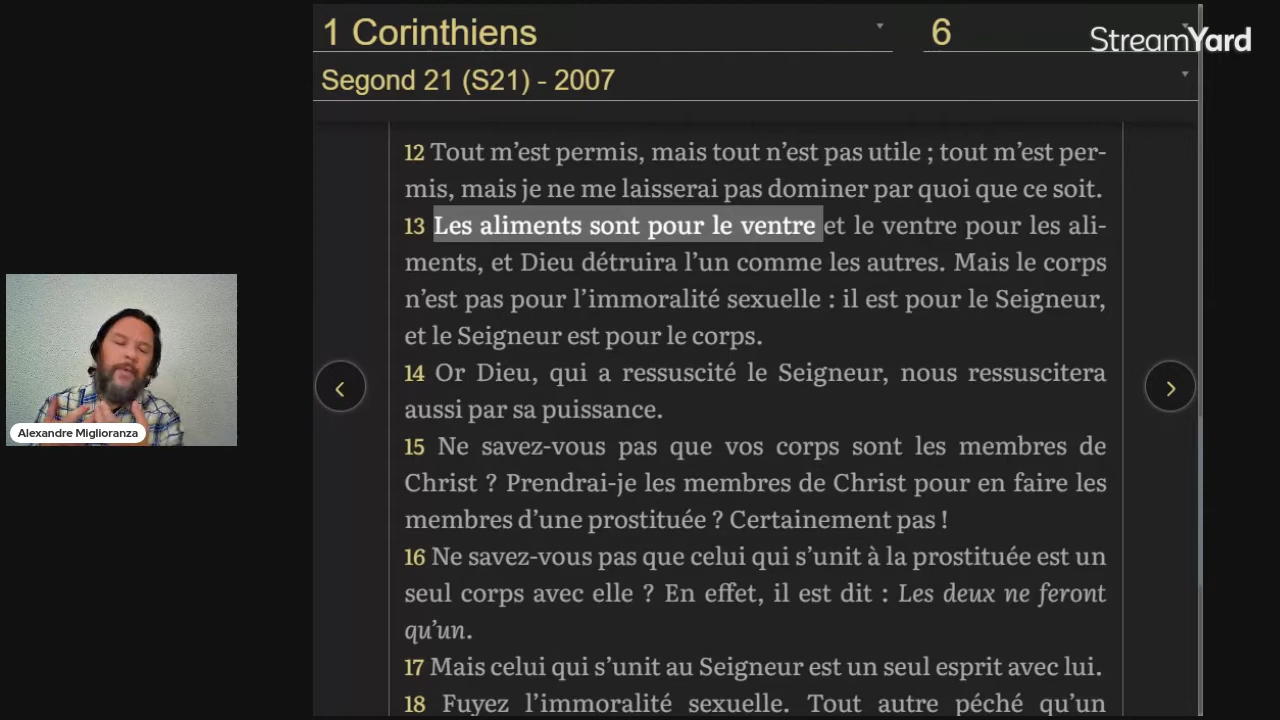 1 Corinthiens
6
StreamYard
Segond 21 (S21) - 2007
12 Tout m’est permis, mais tout n’est pas utile ; tout m’est per-
mis, mais je ne me laisserai pas dominer par quoi que ce soit.
13 Les aliments sont pour le ventre et le ventre pour les ali-
ments, et Dieu détruira l’un comme les autres. Mais le corps
n’est pas pour l’immoralité sexuelle : il est pour le Seigneur,
et le Seigneur est pour le corps.
14 Or Dieu, qui a ressuscité le Seigneur, nous ressuscitera
aussi par sa puissance.
15 Ne savez-vous pas que vos corps sont les membres de
Christ ? Prendrai-je les membres de Christ pour en faire les
membres d’une prostituée ? Certainement pas !
16 Ne savez-vous pas que celui qui s’unit à la prostituée est un
seul corps avec elle ? En effet, il est dit : Les deux ne feront
qu’un.
17 Mais celui qui s’unit au Seigneur est un seul esprit avec lui.
18 Fuyez l’immoralité sexuelle. Tout autre péché qu’un
Alexandre Miglioranza